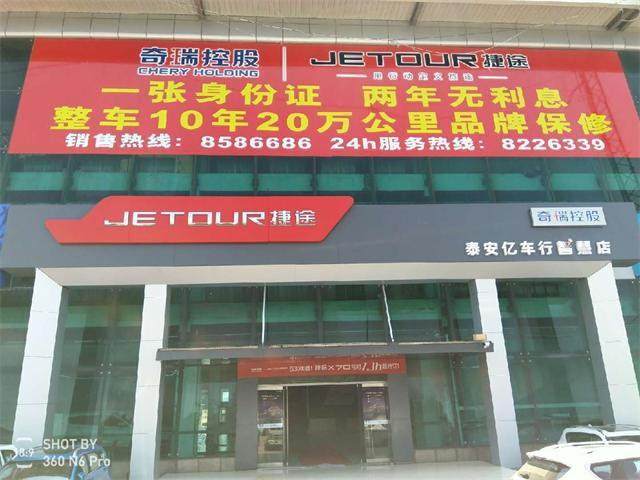 奇瑞控股 JETOUR捷途
CHERY HOLDING
一张身份证 两年无利息
整车10年20万公里品牌保修
销售热线：8586686 24h服务热线：8226339
JETOUR捷途
奇瑞控股
泰安亿车行智慧店
SHOT BY
360 N6 Pro